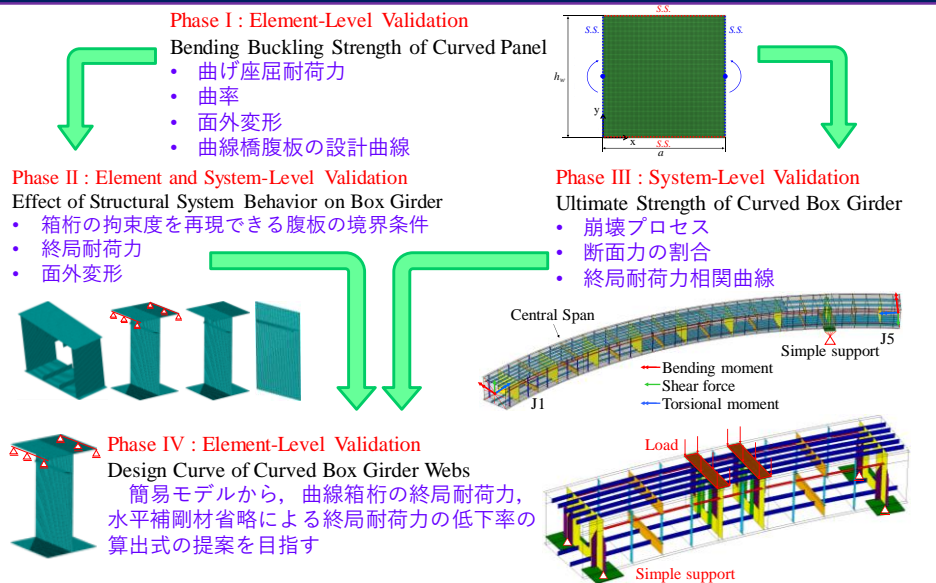 Phase I : Element-Level Validation
Bending Buckling Strength of Curved Panel
• 曲げ座屈耐荷力
• 曲率
• 面外変形
• 曲線橋腹板の設計曲線
S.S.
S.S.
S.S.
h_w
y
x
S.S.
a
Phase II : Element and System-Level Validation
Effect of Structural System Behavior on Box Girder
• 箱桁の拘束度を再現できる腹板の境界条件
• 終局耐荷力
• 面外変形
Phase III : System-Level Validation
Ultimate Strength of Curved Box Girder
• 崩壊プロセス
• 断面力の割合
• 終局耐荷力相関曲線
Central Span
J5
Simple support
Bending moment
Shear force
Torsional moment
J1
Phase IV : Element-Level Validation
Design Curve of Curved Box Girder Webs
簡易モデルから，曲線箱桁の終局耐荷力，
水平補剛材省略による終局耐荷力の低下率の
算出式の提案を目指す
Load
Simple support